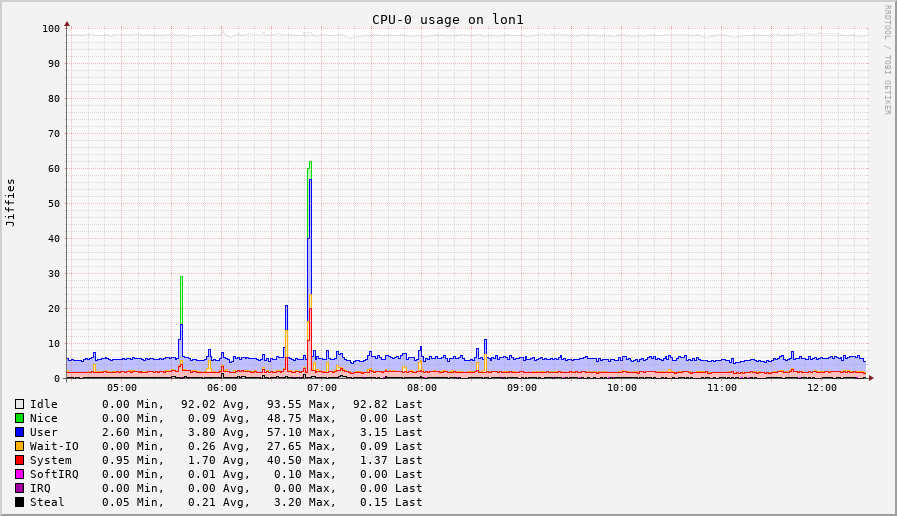 CPU-0 usage on lon1
RRDTOOL / TOBI OETIKER
Jiffies
100
90
80
70
60
50
40
30
20
10
0
05:00 06:00 07:00 08:00 09:00 10:00 11:00 12:00
Idle 0.00 Min, 92.02 Avg, 93.55 Max, 92.82 Last
Nice 0.00 Min, 0.09 Avg, 48.75 Max, 0.00 Last
User 2.60 Min, 3.80 Avg, 57.10 Max, 3.15 Last
Wait-IO 0.00 Min, 0.26 Avg, 27.65 Max, 0.09 Last
System 0.95 Min, 1.70 Avg, 40.50 Max, 1.37 Last
SoftIRQ 0.00 Min, 0.01 Avg, 0.10 Max, 0.00 Last
IRQ 0.00 Min, 0.00 Avg, 0.00 Max, 0.00 Last
Steal 0.05 Min, 0.21 Avg, 3.20 Max, 0.15 Last